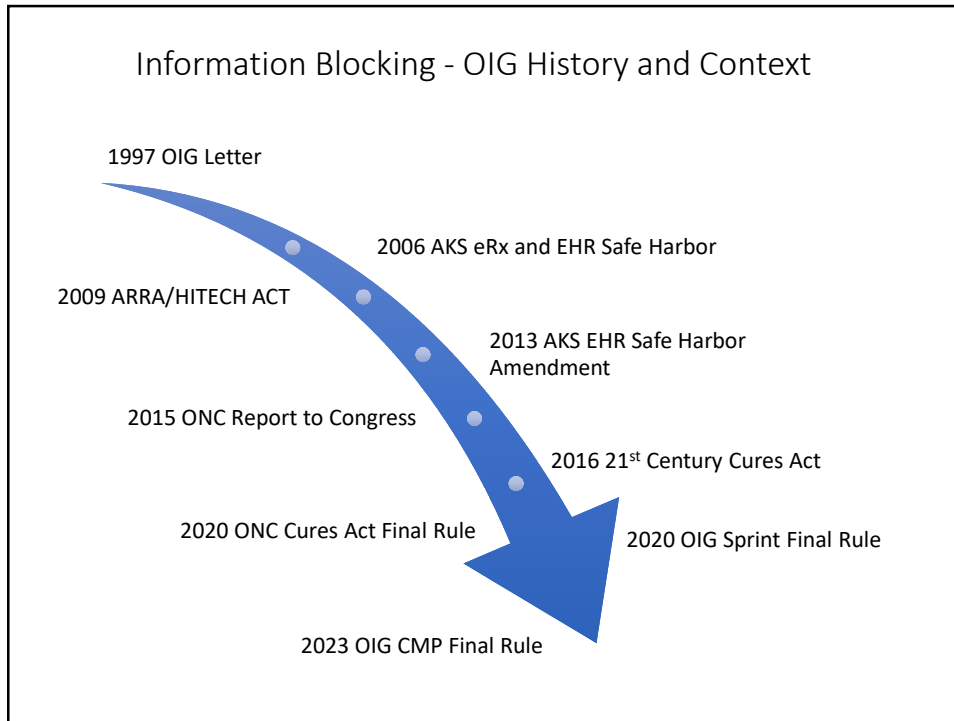 Information Blocking - OIG History and Context
1997 OIG Letter
2006 AKS eRx and EHR Safe Harbor
2009 ARRA/HITECH ACT
2013 AKS EHR Safe Harbor
Amendment
2015 ONC Report to Congress
2016 21st Century Cures Act
2020 ONC Cures Act Final Rule
2020 OIG Sprint Final Rule
2023 OIG CMP Final Rule